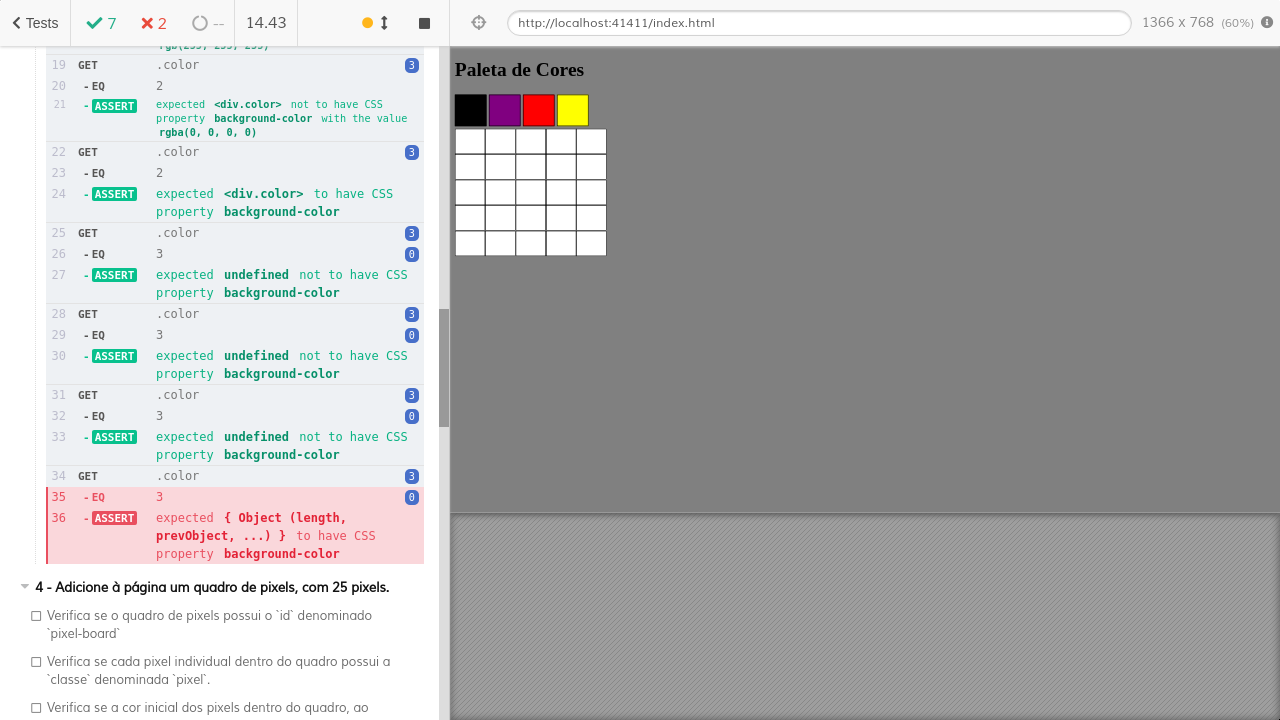 Tests
7
2
--
14.43
http://localhost:41411/index.html
1366 x 768 (60%)
rgb(255, 255, 255)
19 GET .color 3
20 - EQ 2
21 - ASSERT expected <div.color> not to have CSS
property background-color with the value
rgba(0, 0, 0, 0)
22 GET .color 3
23 - EQ 2
24 - ASSERT expected <div.color> to have CSS
property background-color
25 GET .color 3
26 - EQ 3 0
27 - ASSERT expected undefined not to have CSS
property background-color
28 GET .color 3
29 - EQ 3 0
30 - ASSERT expected undefined not to have CSS
property background-color
31 GET .color 3
32 - EQ 3 0
33 - ASSERT expected undefined not to have CSS
property background-color
34 GET .color 3
35 - EQ 3 0
36 - ASSERT expected { Object (length,
prevObject, ...) } to have CSS
property background-color
4 - Adicione à página um quadro de pixels, com 25 pixels.
Verifica se o quadro de pixels possui o `id` denominado
`pixel-board`
Verifica se cada pixel individual dentro do quadro possui a
`classe` denominada `pixel`.
Verifica se a cor inicial dos pixels dentro do quadro, ao
Paleta de Cores